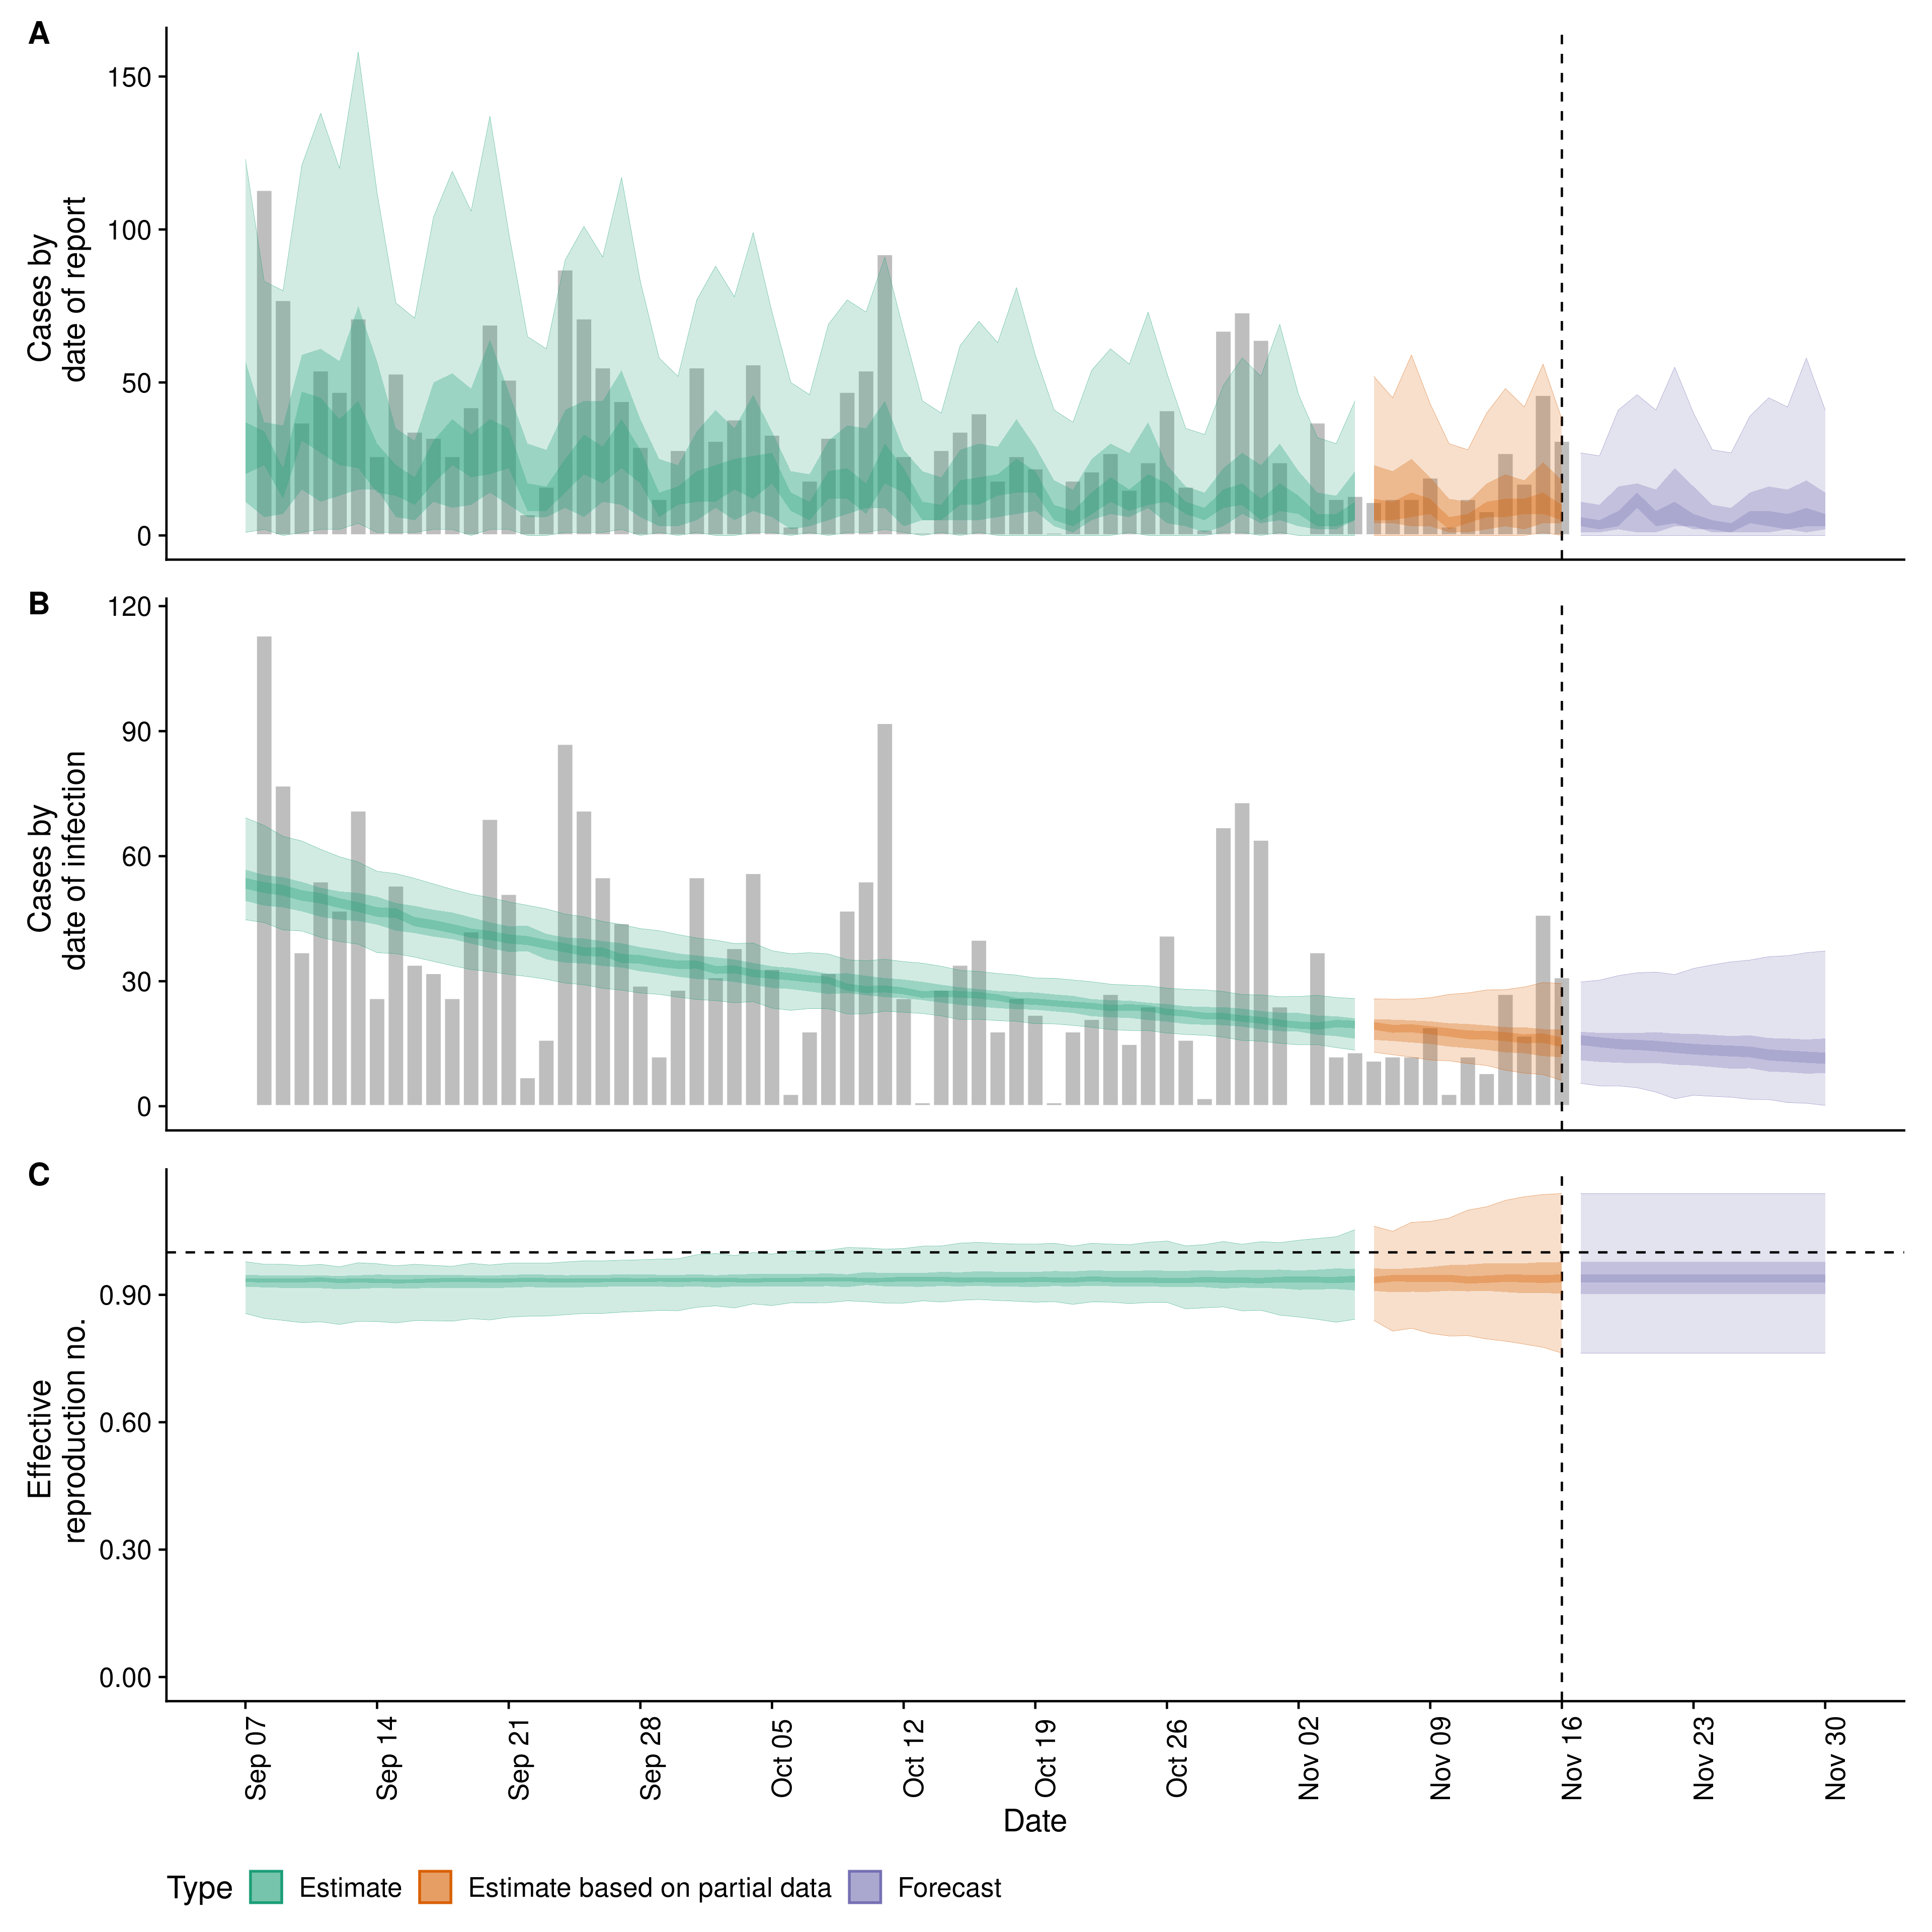 A
Cases by
date of report
150
100
50
0
B
Cases by
date of infection
120
90
60
30
0
C
Effective
reproduction no.
0.90
0.60
0.30
0.00
Sep 07
Sep 14
Sep 21
Sep 28
Oct 05
Oct 12
Oct 19
Oct 26
Nov 02
Nov 09
Nov 16
Nov 23
Nov 30
Date
Type Estimate Estimate based on partial data Forecast